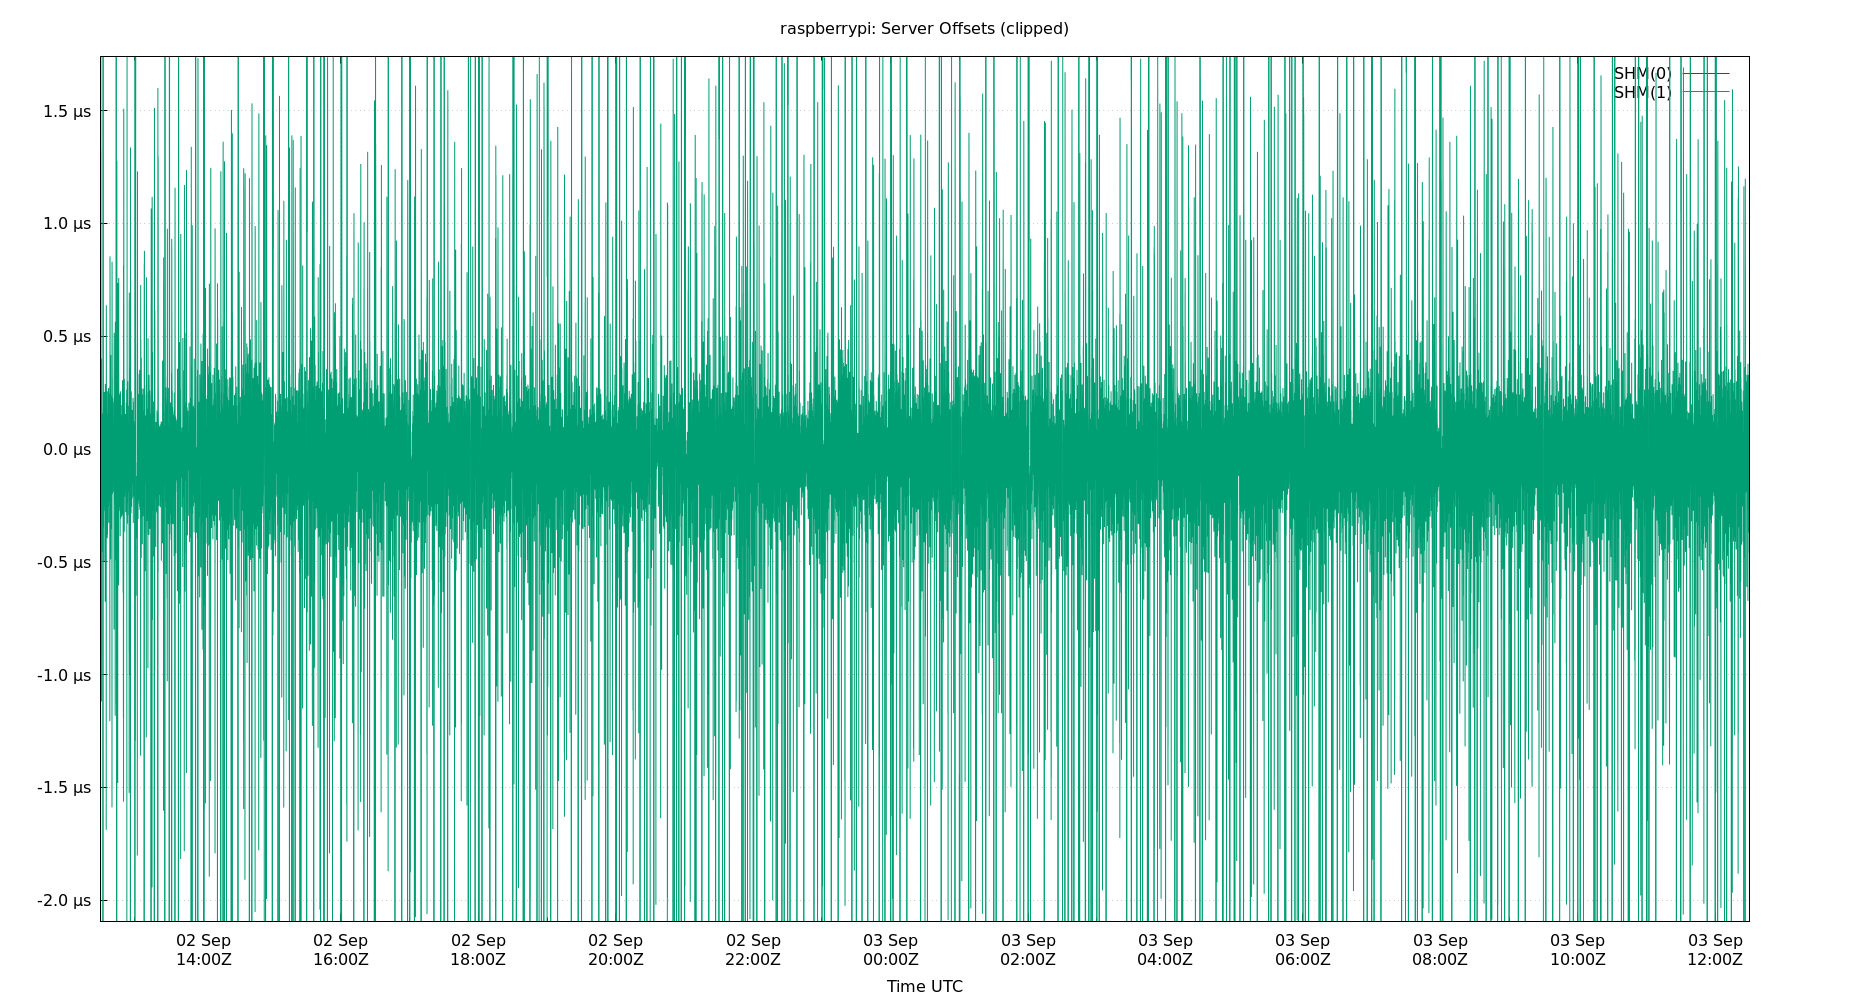 raspberrypi: Server Offsets (clipped)
SHM(0)
SHM(1)
1.5 µs
1.0 µs
0.5 µs
0.0 µs
-0.5 µs
-1.0 µs
-1.5 µs
-2.0 µs
02 Sep 02 Sep 02 Sep 02 Sep 02 Sep 03 Sep 03 Sep 03 Sep 03 Sep 03 Sep 03 Sep 03 Sep
14:00Z 16:00Z 18:00Z 20:00Z 22:00Z 00:00Z 02:00Z 04:00Z 06:00Z 08:00Z 10:00Z 12:00Z
Time UTC